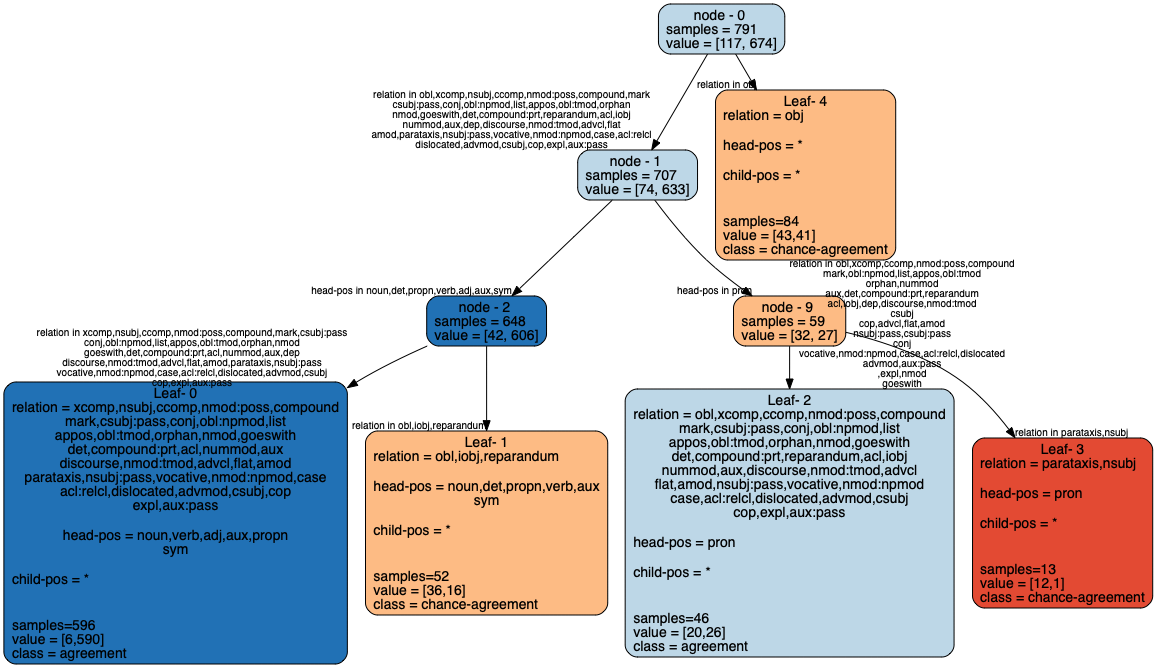 node - 0
samples = 791
value = [117, 674]
relation in obl,xcomp,nsubj,ccomp,nmod:poss,compound,mark
csubj:pass,conj,obl:npmod,list,appos,obl:tmod,orphan
nmod,goeswith,det,compound:prt,reparandum,acl,iobj
nummod,aux,dep,discourse,nmod:tmod,advcl,flat
amod,parataxis,nsubj:pass,vocative,nmod:npmod,case,acl:relcl
dislocated,advmod,csubj,cop,expl,aux:pass
relation in obj
Leaf- 4
relation = obj
head-pos = *
child-pos = *
samples=84
value = [43,41]
class = chance-agreement
node - 1
samples = 707
value = [74, 633]
head-pos in noun,det,propn,verb,adj,aux,sym
head-pos in pron
node - 2
samples = 648
value = [42, 606]
node - 9
samples = 59
value = [32, 27]
relation in obl,xcomp,ccomp,nmod:poss,compound
mark,obl:npmod,list,appos,obl:tmod
orphan,nummod
aux,det,compound:prt,reparandum
acl,iobj,dep,discourse,nmod:tmod
csubj
cop,advcl,flat,amod
nsubj:pass,csubj:pass
conj
vocative,nmod:npmod,case,acl:relcl,dislocated
advmod,aux:pass
,expl,nmod
goeswith
relation in xcomp,nsubj,ccomp,nmod:poss,compound,mark,csubj:pass
conj,obl:npmod,list,appos,obl:tmod,orphan,nmod
goeswith,det,compound:prt,acl,nummod,aux,dep
discourse,nmod:tmod,advcl,flat,amod,parataxis,nsubj:pass
vocative,nmod:npmod,case,acl:relcl,dislocated,advmod,csubj
cop,expl,aux:pass
Leaf- 0
relation = xcomp,nsubj,ccomp,nmod:poss,compound
mark,csubj:pass,conj,obl:npmod,list
appos,obl:tmod,orphan,nmod,goeswith
det,compound:prt,acl,nummod,aux
discourse,nmod:tmod,advcl,flat,amod
parataxis,nsubj:pass,vocative,nmod:npmod,case
acl:relcl,dislocated,advmod,csubj,cop
expl,aux:pass
head-pos = noun,verb,adj,aux,propn
sym
child-pos = *
samples=596
value = [6,590]
class = agreement
relation in obl,iobj,reparandum
Leaf- 1
relation = obl,iobj,reparandum
head-pos = noun,det,propn,verb,aux
sym
child-pos = *
samples=52
value = [36,16]
class = chance-agreement
Leaf- 2
relation = obl,xcomp,ccomp,nmod:poss,compound
mark,csubj:pass,conj,obl:npmod,list
appos,obl:tmod,orphan,nmod,goeswith
det,compound:prt,reparandum,acl,iobj
nummod,aux,discourse,nmod:tmod,advcl
flat,amod,nsubj:pass,vocative,nmod:npmod
case,acl:relcl,dislocated,advmod,csubj
cop,expl,aux:pass
head-pos = pron
child-pos = *
samples=46
value = [20,26]
class = agreement
relation in parataxis,nsubj
Leaf- 3
relation = parataxis,nsubj
head-pos = pron
child-pos = *
samples=13
value = [12,1]
class = chance-agreement